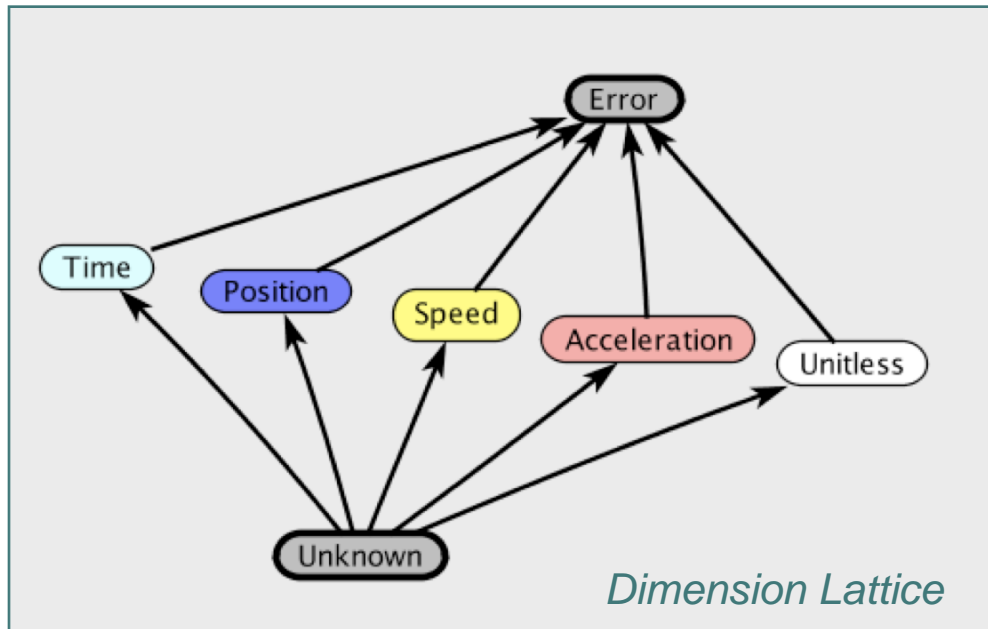 Error
Time
Position
Speed
Acceleration
Unitless
Unknown
Dimension Lattice